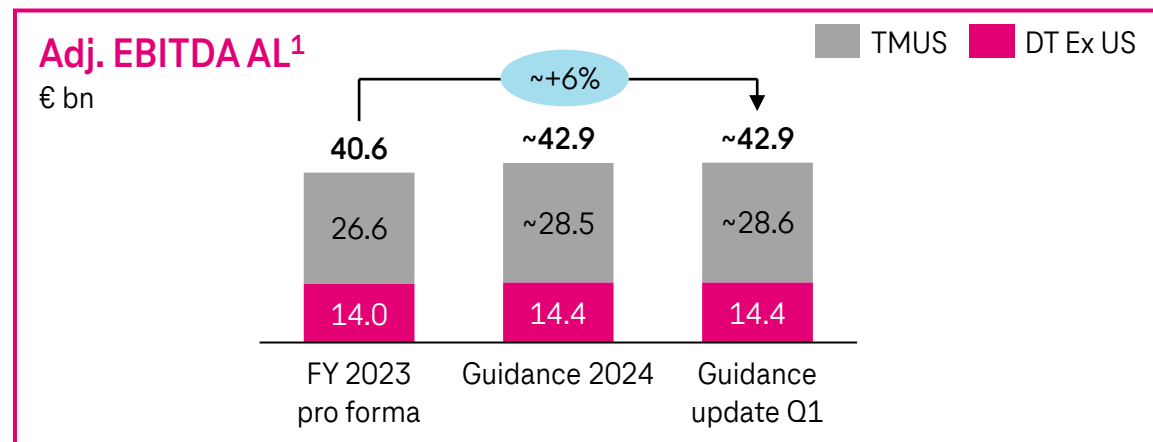 Adj. EBITDA AL1
€ bn
TMUS
DT Ex US
~+6%
40.6
~42.9
~42.9
26.6
~28.5
~28.6
14.0
14.4
14.4
FY 2023
pro forma
Guidance 2024
Guidance
update Q1